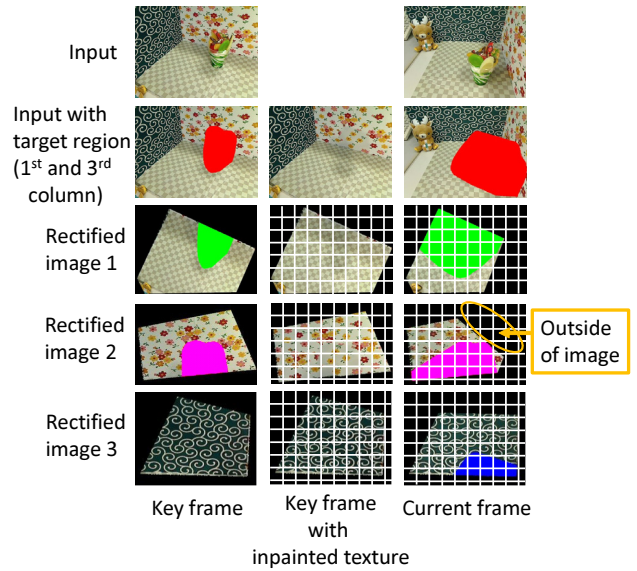 Input
Input with
target region
(1st and 3rd
column)
Rectified
image 1
Rectified
image 2
Outside
of image
Rectified
image 3
Key frame
Key frame
with
inpainted texture
Current frame